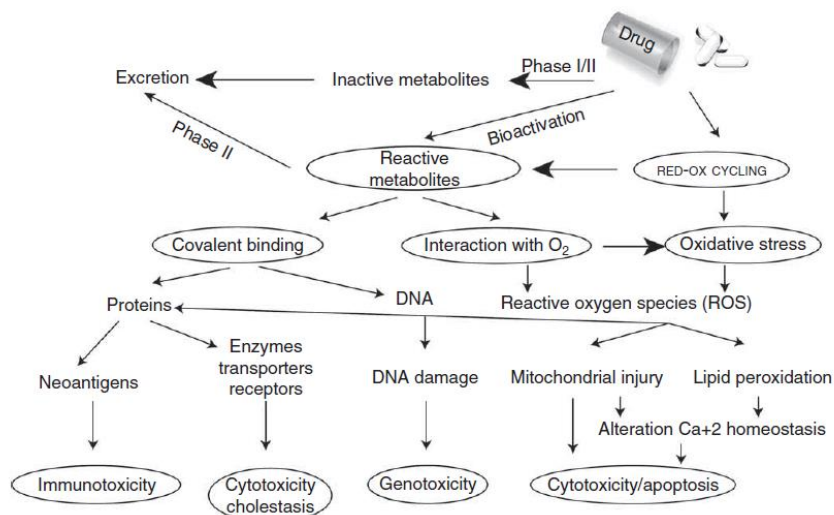 Drug
Phase I/II
Excretion
Inactive metabolites
Bioactivation
Phase II
Reactive
metabolites
RED-OX CYCLING
Covalent binding
Interaction with O2
Oxidative stress
Proteins
DNA
Reactive oxygen species (ROS)
Neoantigens
Enzymes
transporters
receptors
DNA damage
Mitochondrial injury
Lipid peroxidation
Alteration Ca+2 homeostasis
Immunotoxicity
Cytotoxicity
cholestasis
Genotoxicity
Cytotoxicity/apoptosis